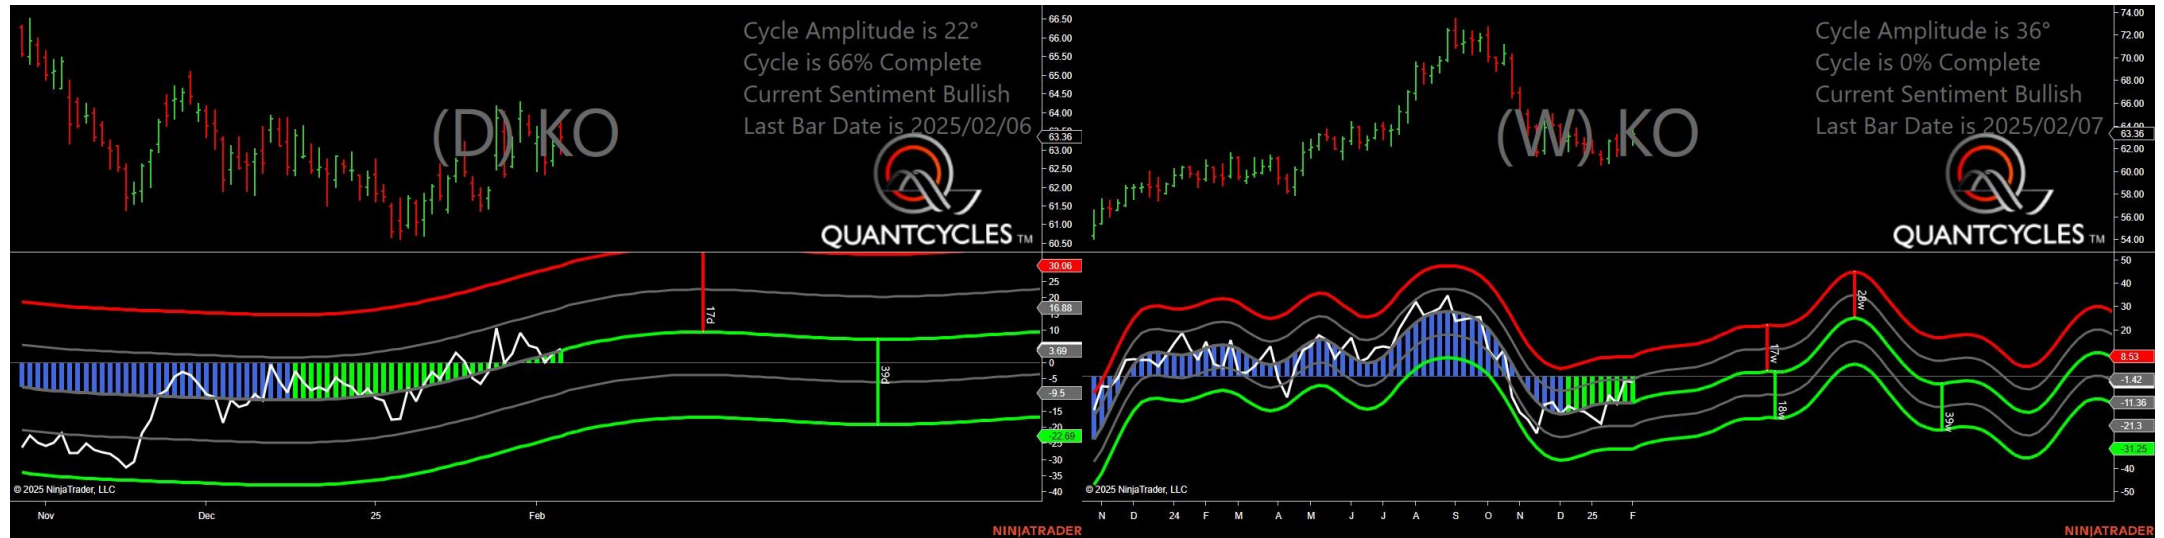 Cycle Amplitude is 22°
Cycle is 66% Complete
Current Sentiment Bullish
Last Bar Date is 2025/02/06
(D) KO
QUANTCYCLES TM
66.50
66.00
65.50
65.00
64.50
64.00
63.36
63.00
62.50
62.00
61.50
61.00
60.50
30.06
25
20
16.88
10
3.69
0
-5
-9.5
-15
-22.69
-30
-35
-40
17d
39d
© 2025 NinjaTrader, LLC
Nov Dec 25 Feb
NINJATRADER
Cycle Amplitude is 36°
Cycle is 0% Complete
Current Sentiment Bullish
Last Bar Date is 2025/02/07
(W) KO
QUANTCYCLES TM
74.00
72.00
70.00
68.00
66.00
64.00
63.36
62.00
60.00
58.00
56.00
54.00
50
40
30
20
8.53
-1.42
-11.36
-21.3
-31.25
-40
-50
28w
17w
18w
39w
© 2025 NinjaTrader, LLC
N D 24 F M A M J J A S O N D 25 F
NINJATRADER